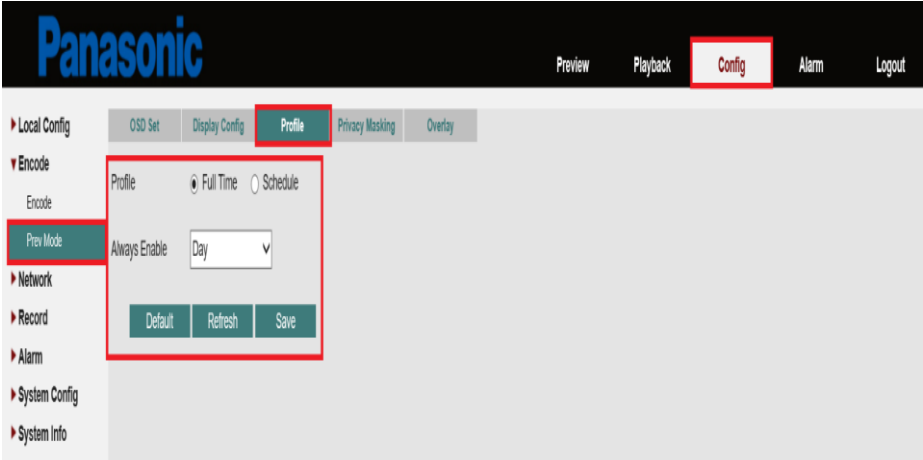 Panasonic
Preview Playback Config Alarm Logout
Local Config
Encode
Encode
Prev Mode
Network
Record
Alarm
System Config
System Info
OSD Set Display Config Profile Privacy Masking Overlay
Profile Full Time Schedule
Always Enable Day
Default Refresh Save